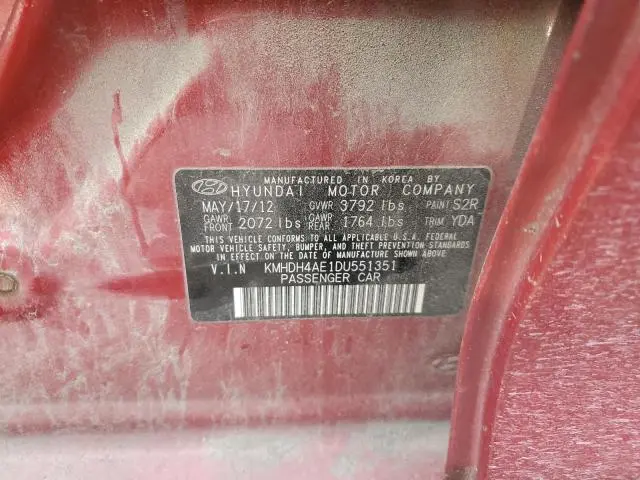 MANUFACTURED IN KOREA BY
HYUNDAI MOTOR COMPANY
MAY/17/12 GVWR 3792 lbs PAINT S2R
GAWR FRONT 2072 lbs GAWR REAR 1764 lbs TRIM YDA
THIS VEHICLE CONFORMS TO ALL APPLICABLE U.S.A. FEDERAL
MOTOR VEHICLE SAFETY, BUMPER, AND THEFT PREVENTION STANDARDS
IN EFFECT ON THE DATE OF MANUFACTURE SHOWN ABOVE.
V.I.N KMHDH4AE1DU551351
PASSENGER CAR